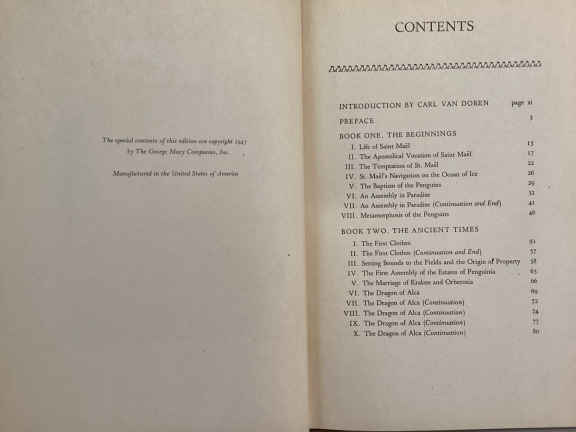 The special contents of this edition are copyright 1947
by The George Macy Companies, Inc.
Manufactured in the United States of America
CONTENTS
INTRODUCTION BY CARL VAN DOREN page xi
PREFACE 3
BOOK ONE. THE BEGINNINGS
I. Life of Saint Maël 15
II. The Apostolical Vocation of Saint Maël 17
III. The Temptation of St. Maël 22
IV. St. Maël's Navigation on the Ocean of Ice 26
V. The Baptism of the Penguins 29
VI. An Assembly in Paradise 32
VII. An Assembly in Paradise (Continuation and End) 41
VIII. Metamorphosis of the Penguins 46
BOOK TWO. THE ANCIENT TIMES
I. The First Clothes 51
II. The First Clothes (Continuation and End) 57
III. Setting Bounds to the Fields and the Origin of Property 58
IV. The First Assembly of the Estates of Penguinia 63
V. The Marriage of Kraken and Orberosia 66
VI. The Dragon of Alca 69
VII. The Dragon of Alca (Continuation) 72
VIII. The Dragon of Alca (Continuation) 74
IX. The Dragon of Alca (Continuation) 77
X. The Dragon of Alca (Continuation) 80